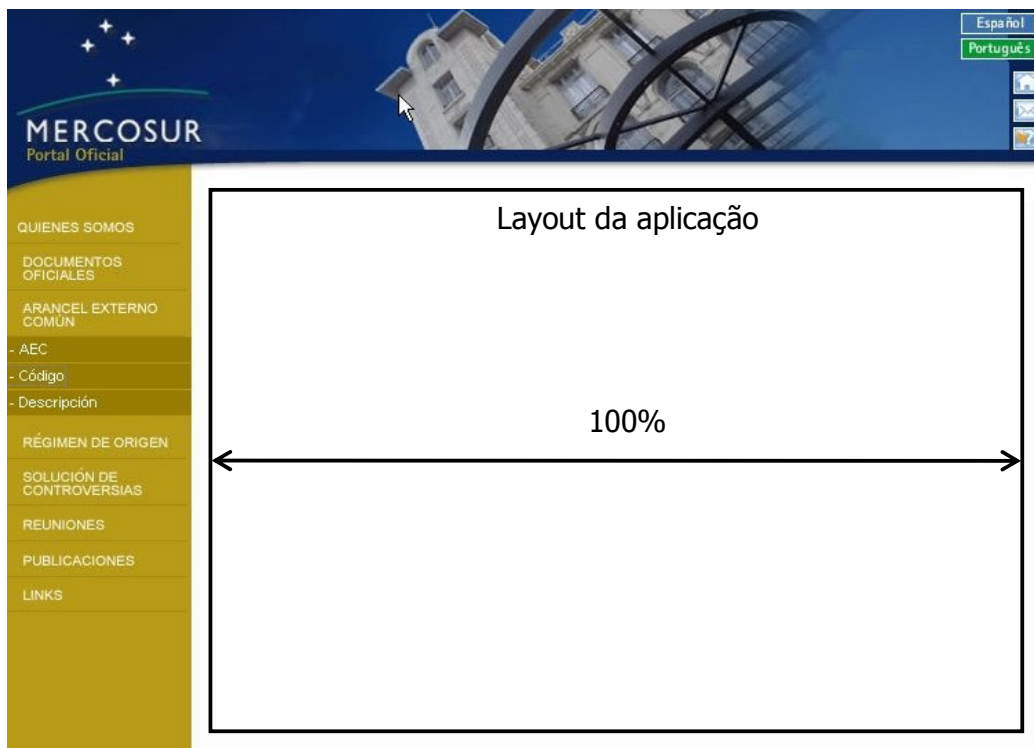 Español
Português
MERCOSUR
Portal Oficial
QUIENES SOMOS
DOCUMENTOS
OFICIALES
ARANCEL EXTERNO
COMÚN
- AEC
- Código
- Descripción
RÉGIMEN DE ORIGEN
SOLUCIÓN DE
CONTROVERSIAS
REUNIONES
PUBLICACIONES
LINKS
Layout da aplicação
100%